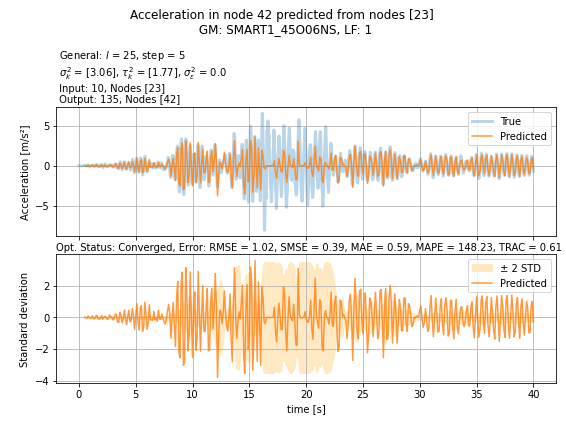 Acceleration in node 42 predicted from nodes [23]
GM: SMART1_45O06NS, LF: 1
General: l = 25, step = 5
σ²ₖ = [3.06], τ²ₖ = [1.77], σ²ₑ = 0.0
Input: 10, Nodes [23]
Output: 135, Nodes [42]
Acceleration [m/s²]
5
0
−5
True
Predicted
Opt. Status: Converged, Error: RMSE = 1.02, SMSE = 0.39, MAE = 0.59, MAPE = 148.23, TRAC = 0.61
Standard deviation
2
0
−2
−4
± 2 STD
Predicted
0 5 10 15 20 25 30 35 40
time [s]